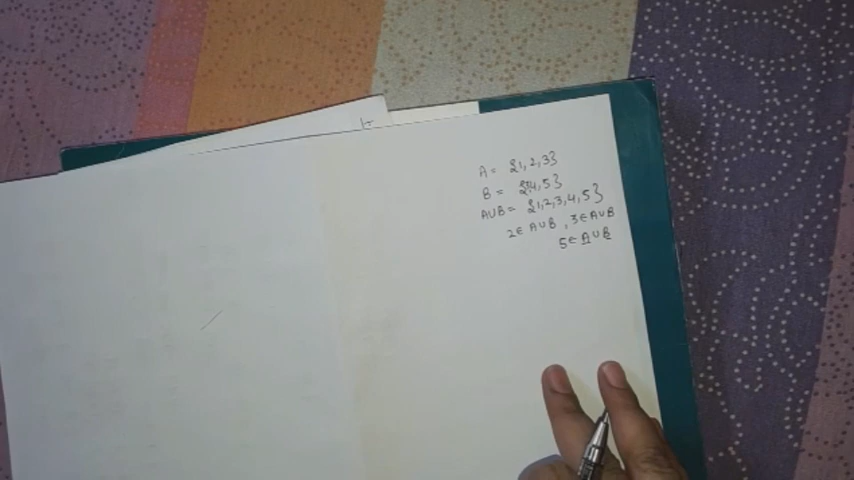 A = {1, 2, 3}
B = {3,4, 5}
A∪B = {1,2,3,4,5}
2∈ A∪B , 3∈A∪B
5∈ A∪B